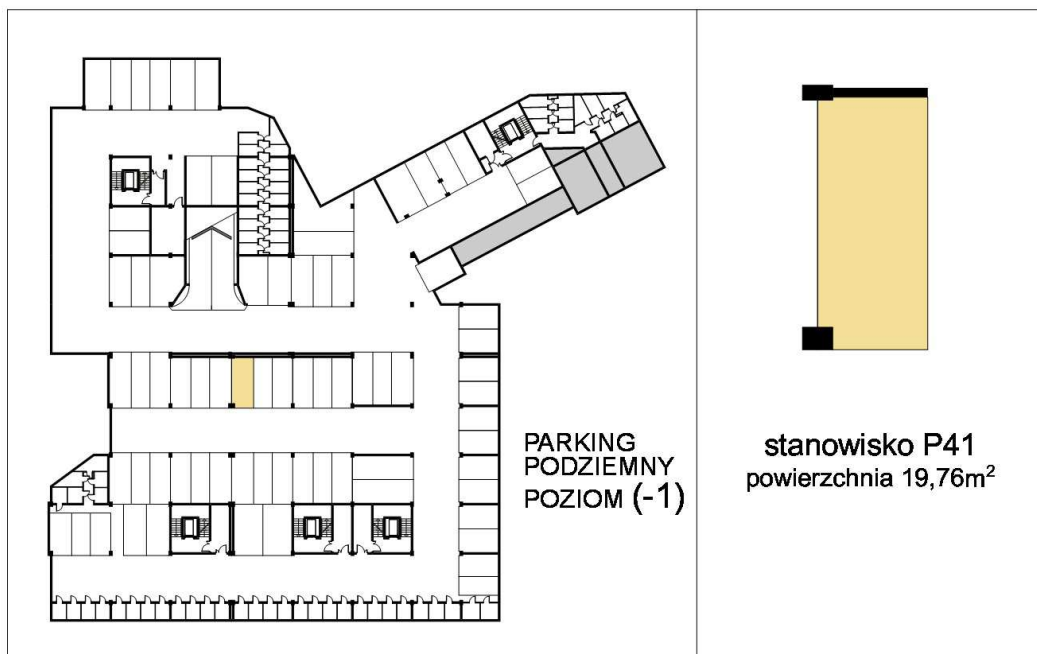 PARKING
PODZIEMNY
POZIOM (-1)
stanowisko P41
powierzchnia 19,76m²